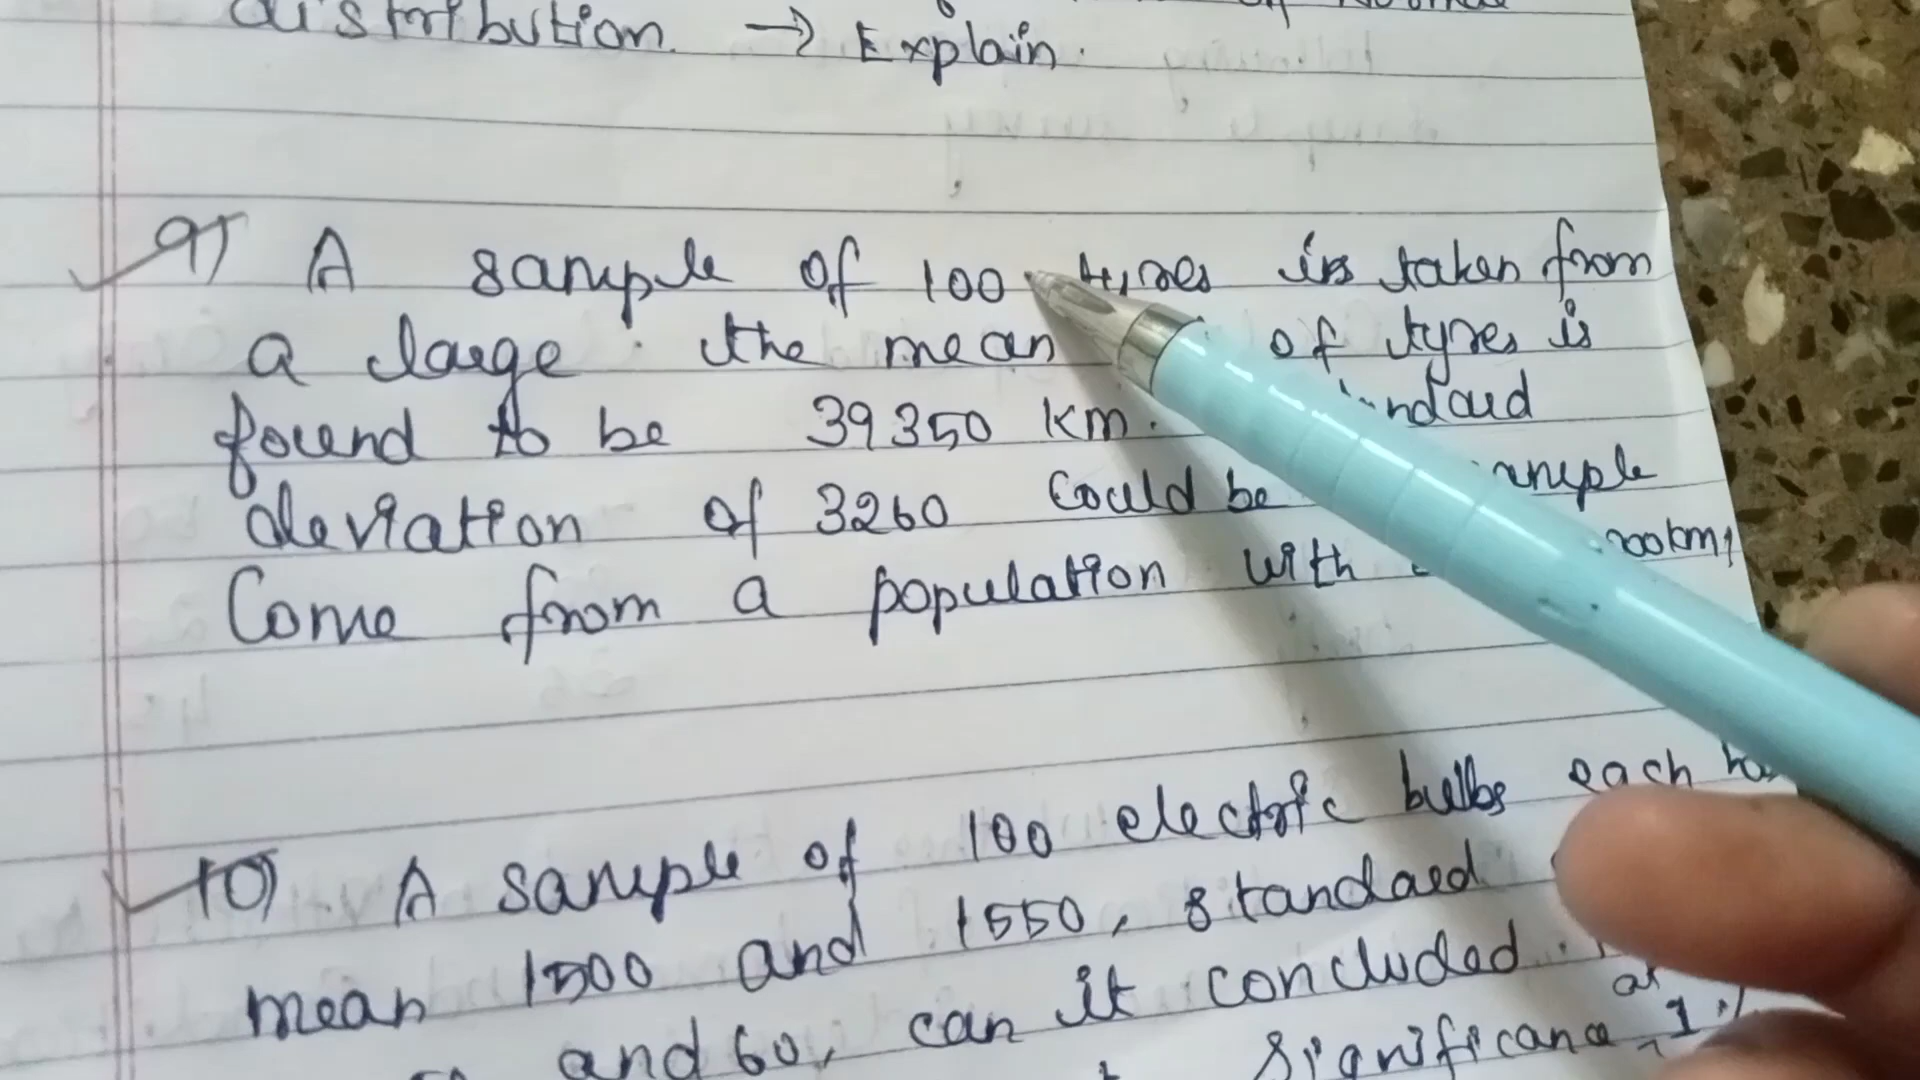 distribution. → Explain.
9) A sample of 100 tyres is taken from
a large. the mean of tyres is
found to be 39350 km.
deviation of 3260 Could be
Come from a population with
10) A sample of 100 electric bulbs each
mean 1500 and 1550, standard
and 60, can it concluded.
at
significance 1%